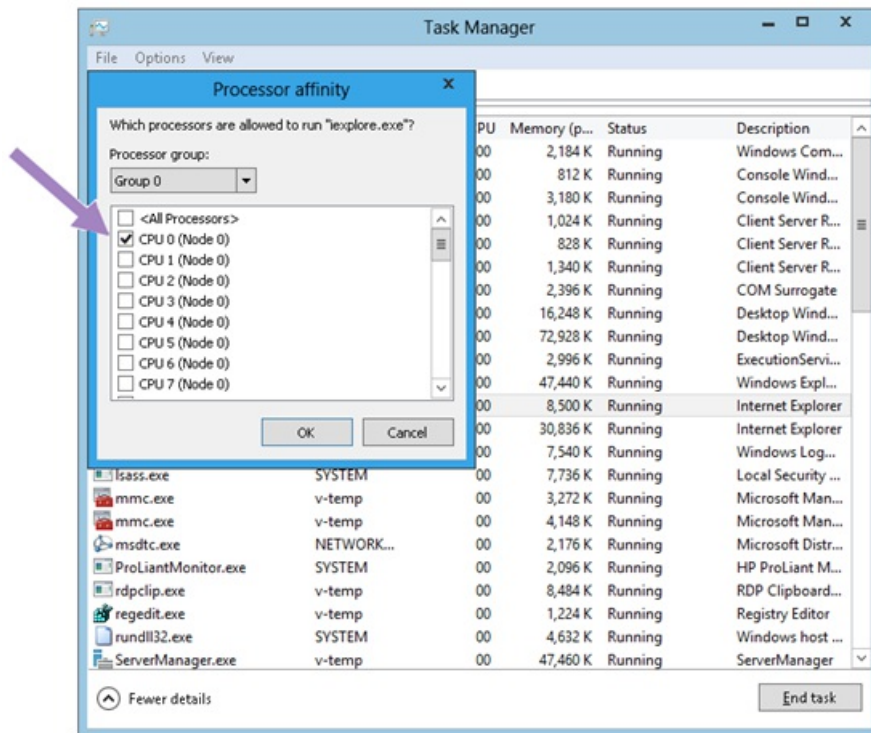 Task Manager
File Options View
Processor affinity
Which processors are allowed to run "iexplore.exe"?
Processor group:
Group 0
<All Processors>
CPU 0 (Node 0)
CPU 1 (Node 0)
CPU 2 (Node 0)
CPU 3 (Node 0)
CPU 4 (Node 0)
CPU 5 (Node 0)
CPU 6 (Node 0)
CPU 7 (Node 0)
OK Cancel
PU Memory (p... Status Description
00 2,184 K Running Windows Com...
00 812 K Running Console Wind...
00 3,180 K Running Console Wind...
00 1,024 K Running Client Server R...
00 828 K Running Client Server R...
00 1,340 K Running Client Server R...
00 2,396 K Running COM Surrogate
00 16,248 K Running Desktop Wind...
00 72,928 K Running Desktop Wind...
00 2,996 K Running ExecutionServi...
00 47,440 K Running Windows Expl...
00 8,500 K Running Internet Explorer
00 30,836 K Running Internet Explorer
00 7,540 K Running Windows Log...
lsass.exe SYSTEM 00 7,736 K Running Local Security ...
mmc.exe v-temp 00 3,272 K Running Microsoft Man...
mmc.exe v-temp 00 4,148 K Running Microsoft Man...
msdtc.exe NETWORK... 00 2,176 K Running Microsoft Distr...
ProLiantMonitor.exe SYSTEM 00 2,096 K Running HP ProLiant M...
rdpclip.exe v-temp 00 8,484 K Running RDP Clipboard...
regedit.exe v-temp 00 1,224 K Running Registry Editor
rundll32.exe SYSTEM 00 4,632 K Running Windows host ...
ServerManager.exe v-temp 00 47,460 K Running ServerManager
Fewer details End task